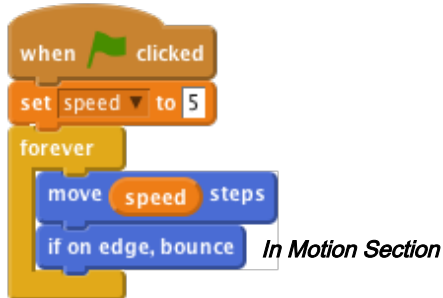 when clicked
set speed to 5
forever
move speed steps
if on edge, bounce In Motion Section